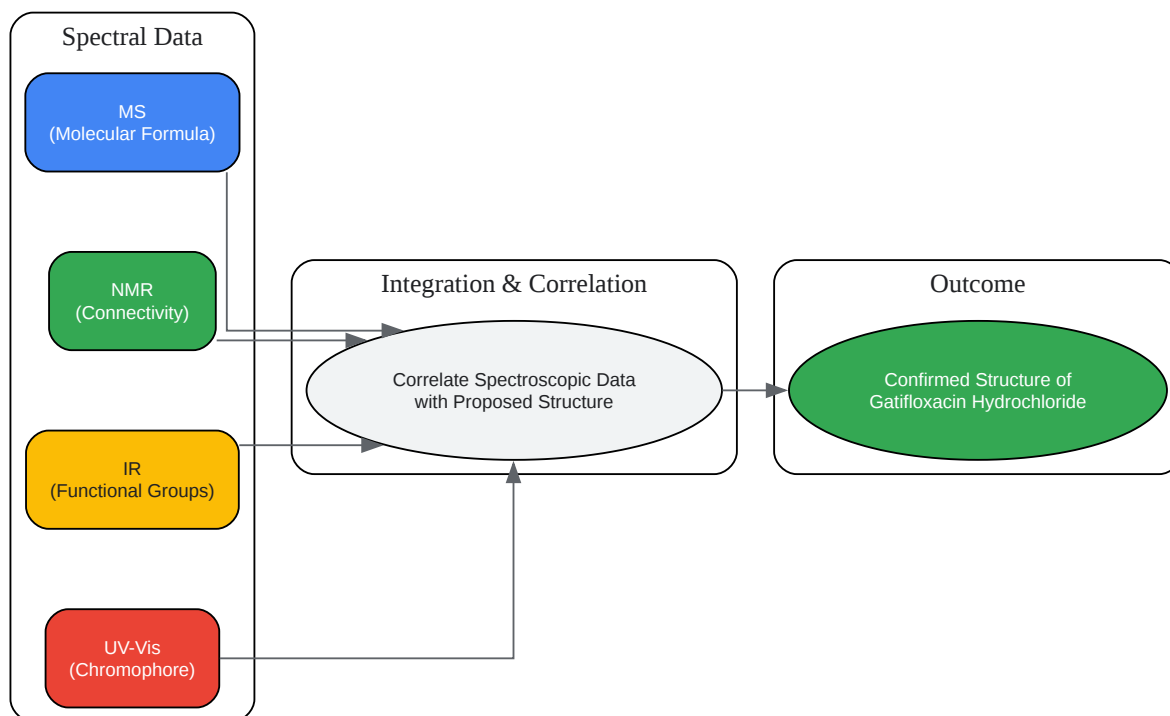 Spectral Data
MS
(Molecular Formula)
NMR
(Connectivity)
IR
(Functional Groups)
UV-Vis
(Chromophore)
Integration & Correlation
Correlate Spectroscopic Data
with Proposed Structure
Outcome
Confirmed Structure of
Gatifloxacin Hydrochloride